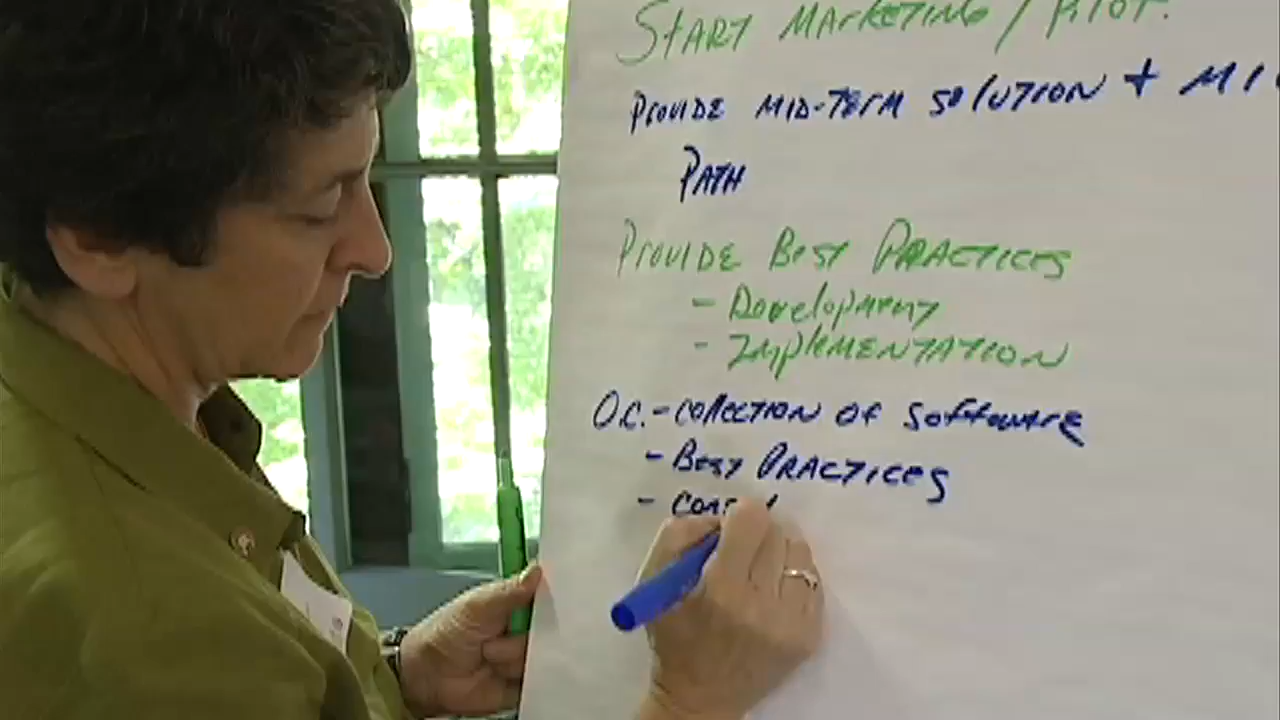 START MARKETING / PILOT.
PROVIDE MID-TERM SOLUTION + MI
PATH
PROVIDE BEST PRACTICES
- Development
- IMPLEMENTATION
O.C. - COLLECTION OF SOFTWARE
- BEST PRACTICES